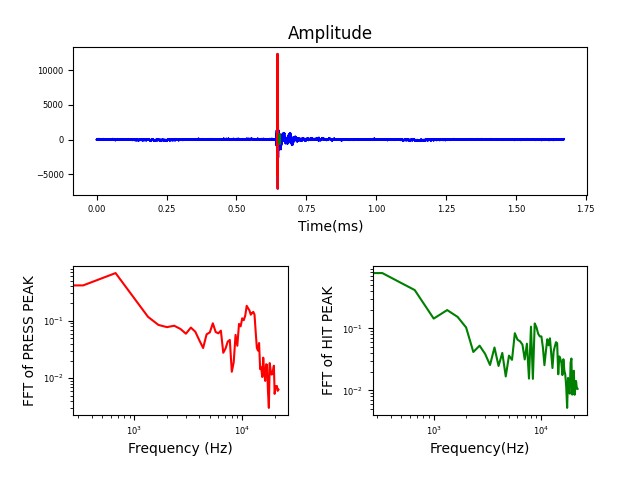 Amplitude
10000
5000
0
−5000
0.00 0.25 0.50 0.75 1.00 1.25 1.50 1.75
Time(ms)
FFT of PRESS PEAK
10⁻¹
10⁻²
10³ 10⁴
Frequency (Hz)
FFT of HIT PEAK
10⁻¹
10⁻²
10³ 10⁴
Frequency(Hz)